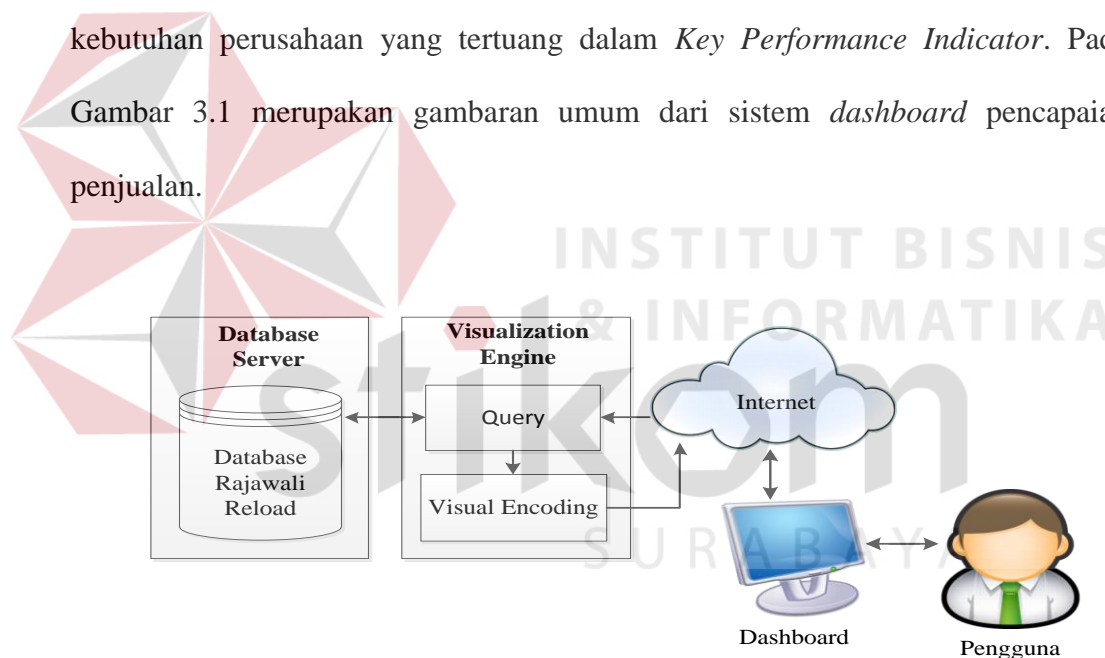 kebutuhan perusahaan yang tertuang dalam Key Performance Indicator. Pad
Gambar 3.1 merupakan gambaran umum dari sistem dashboard pencapaia
penjualan.
INSTITUT BISNIS
& INFORMATIKA
stikom
SURABAYA
Database
Server
Database
Rajawali
Reload
Visualization
Engine
Query
Visual Encoding
Internet
Dashboard
Pengguna